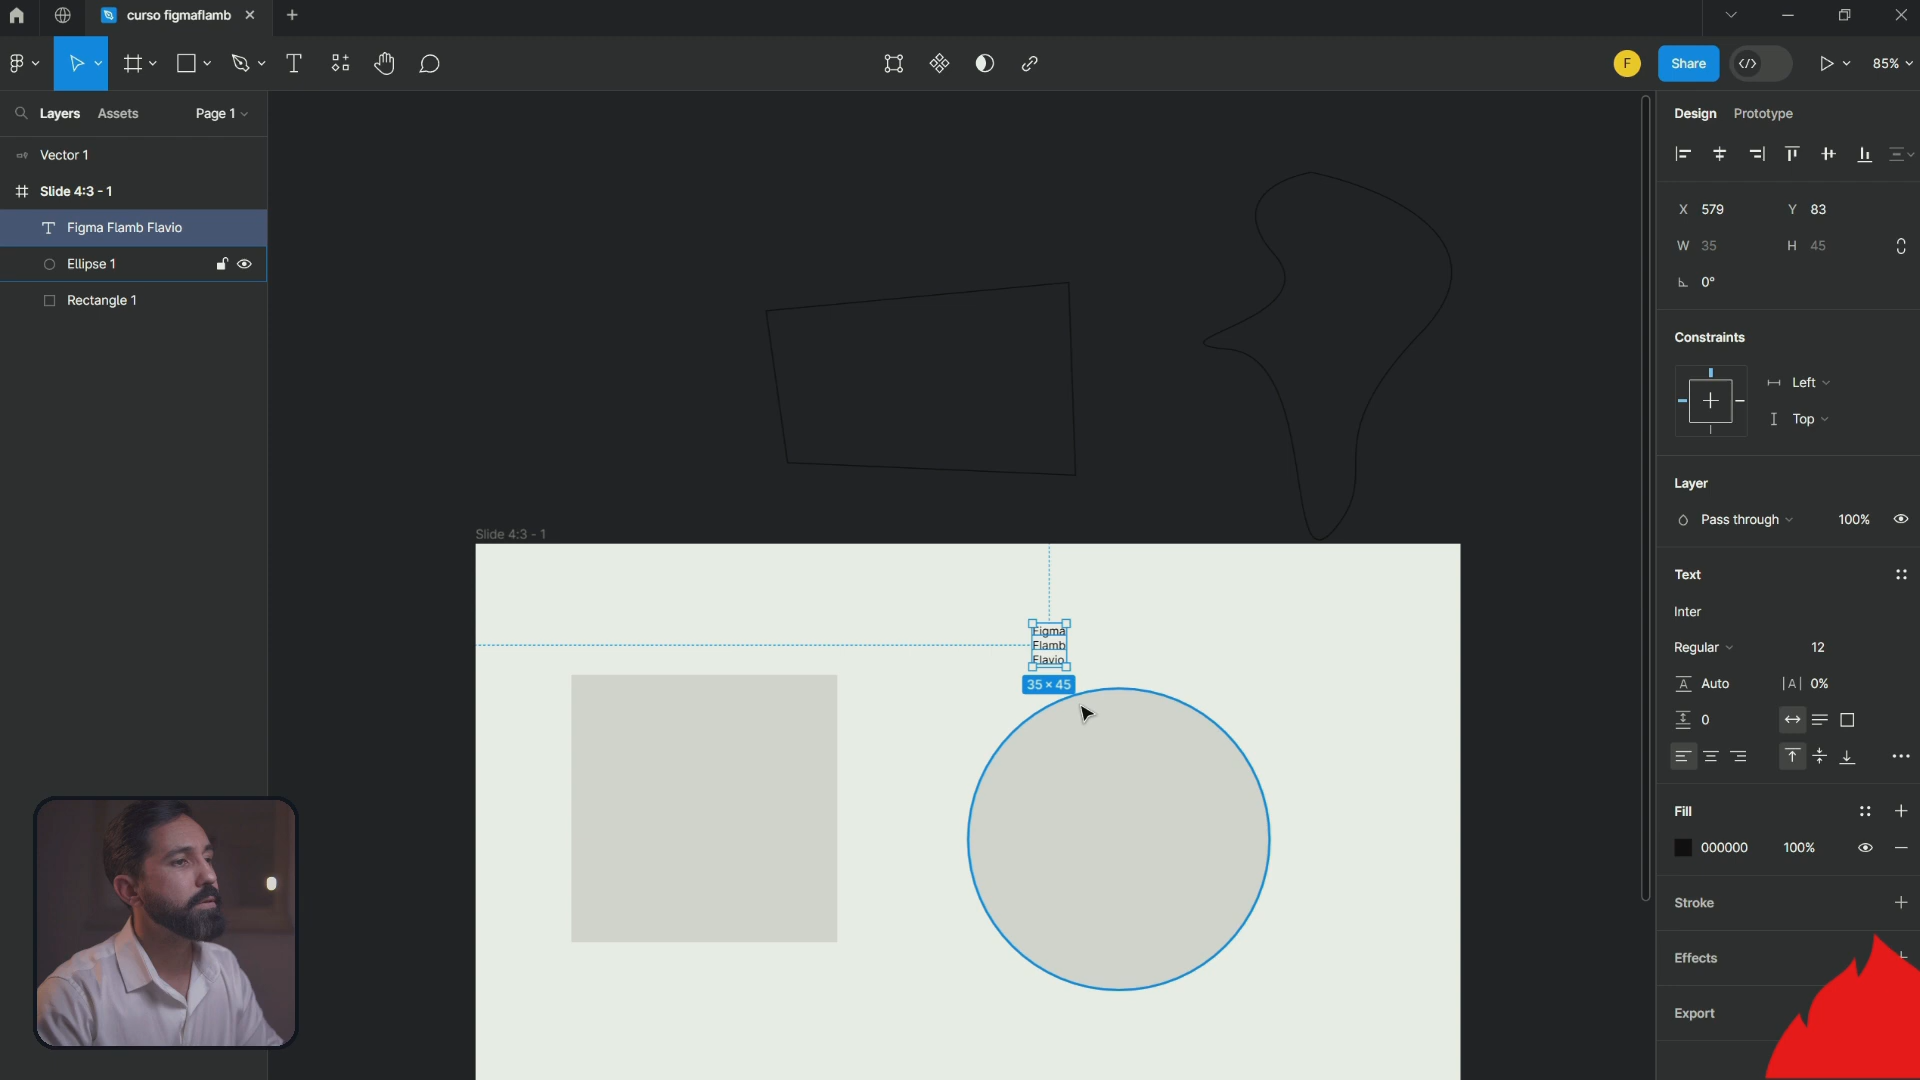 curso figmaflamb
Share
85%
Layers
Assets
Page 1
Vector 1
Slide 4:3 - 1
Figma Flamb Flavio
Ellipse 1
Rectangle 1
F
Slide 4:3 - 1
Figma
Flamb
Flavio
35 × 45
Design
Prototype
X 579
Y 83
W 35
H 45
0°
Constraints
Left
Top
Layer
Pass through
100%
Text
Inter
Regular
12
Auto
|A| 0%
0
Fill
000000
100%
Stroke
Effects
Export